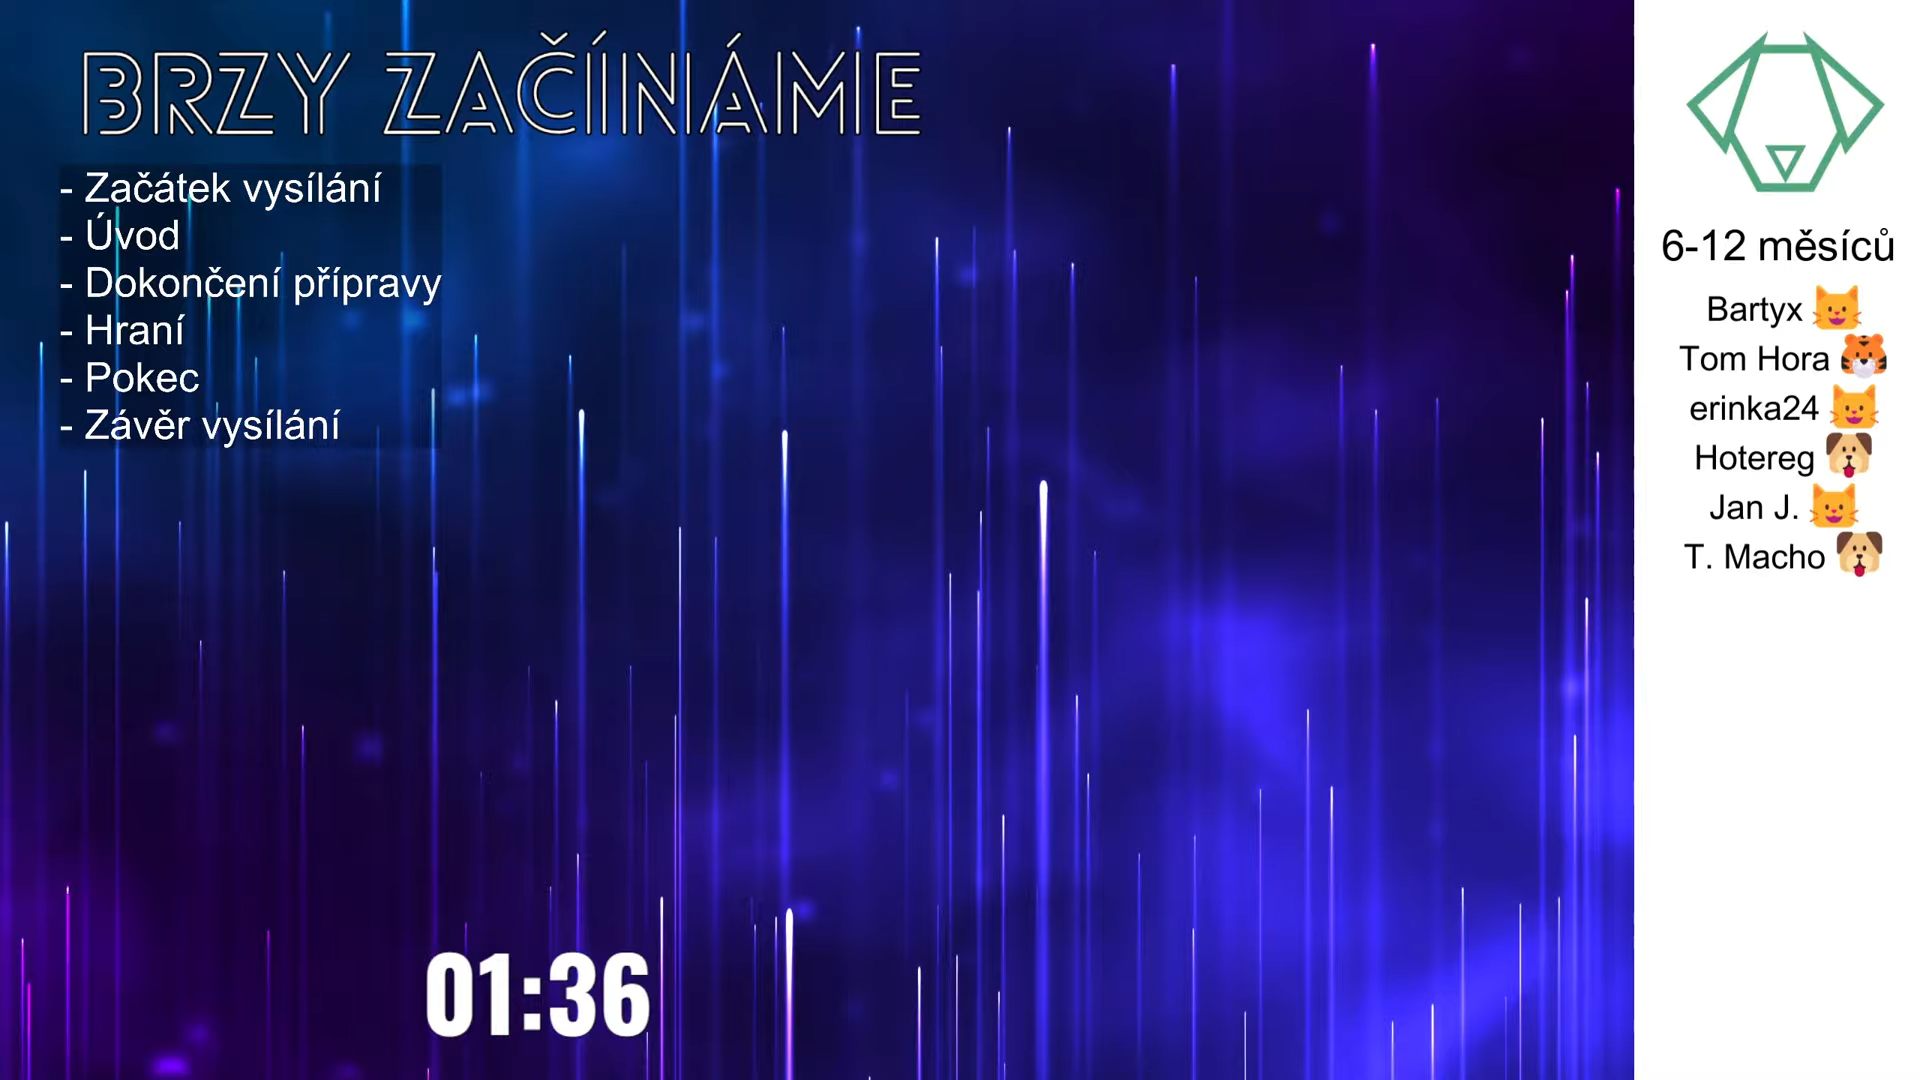 BRZY ZAČÍNÁME
- Začátek vysílání
- Úvod
- Dokončení přípravy
- Hraní
- Pokec
- Závěr vysílání
01:36
6-12 měsíců
Bartyx 😺
Tom Hora 🐯
erinka24 😺
Hotereg 🐶
Jan J. 😺
T. Macho 🐶